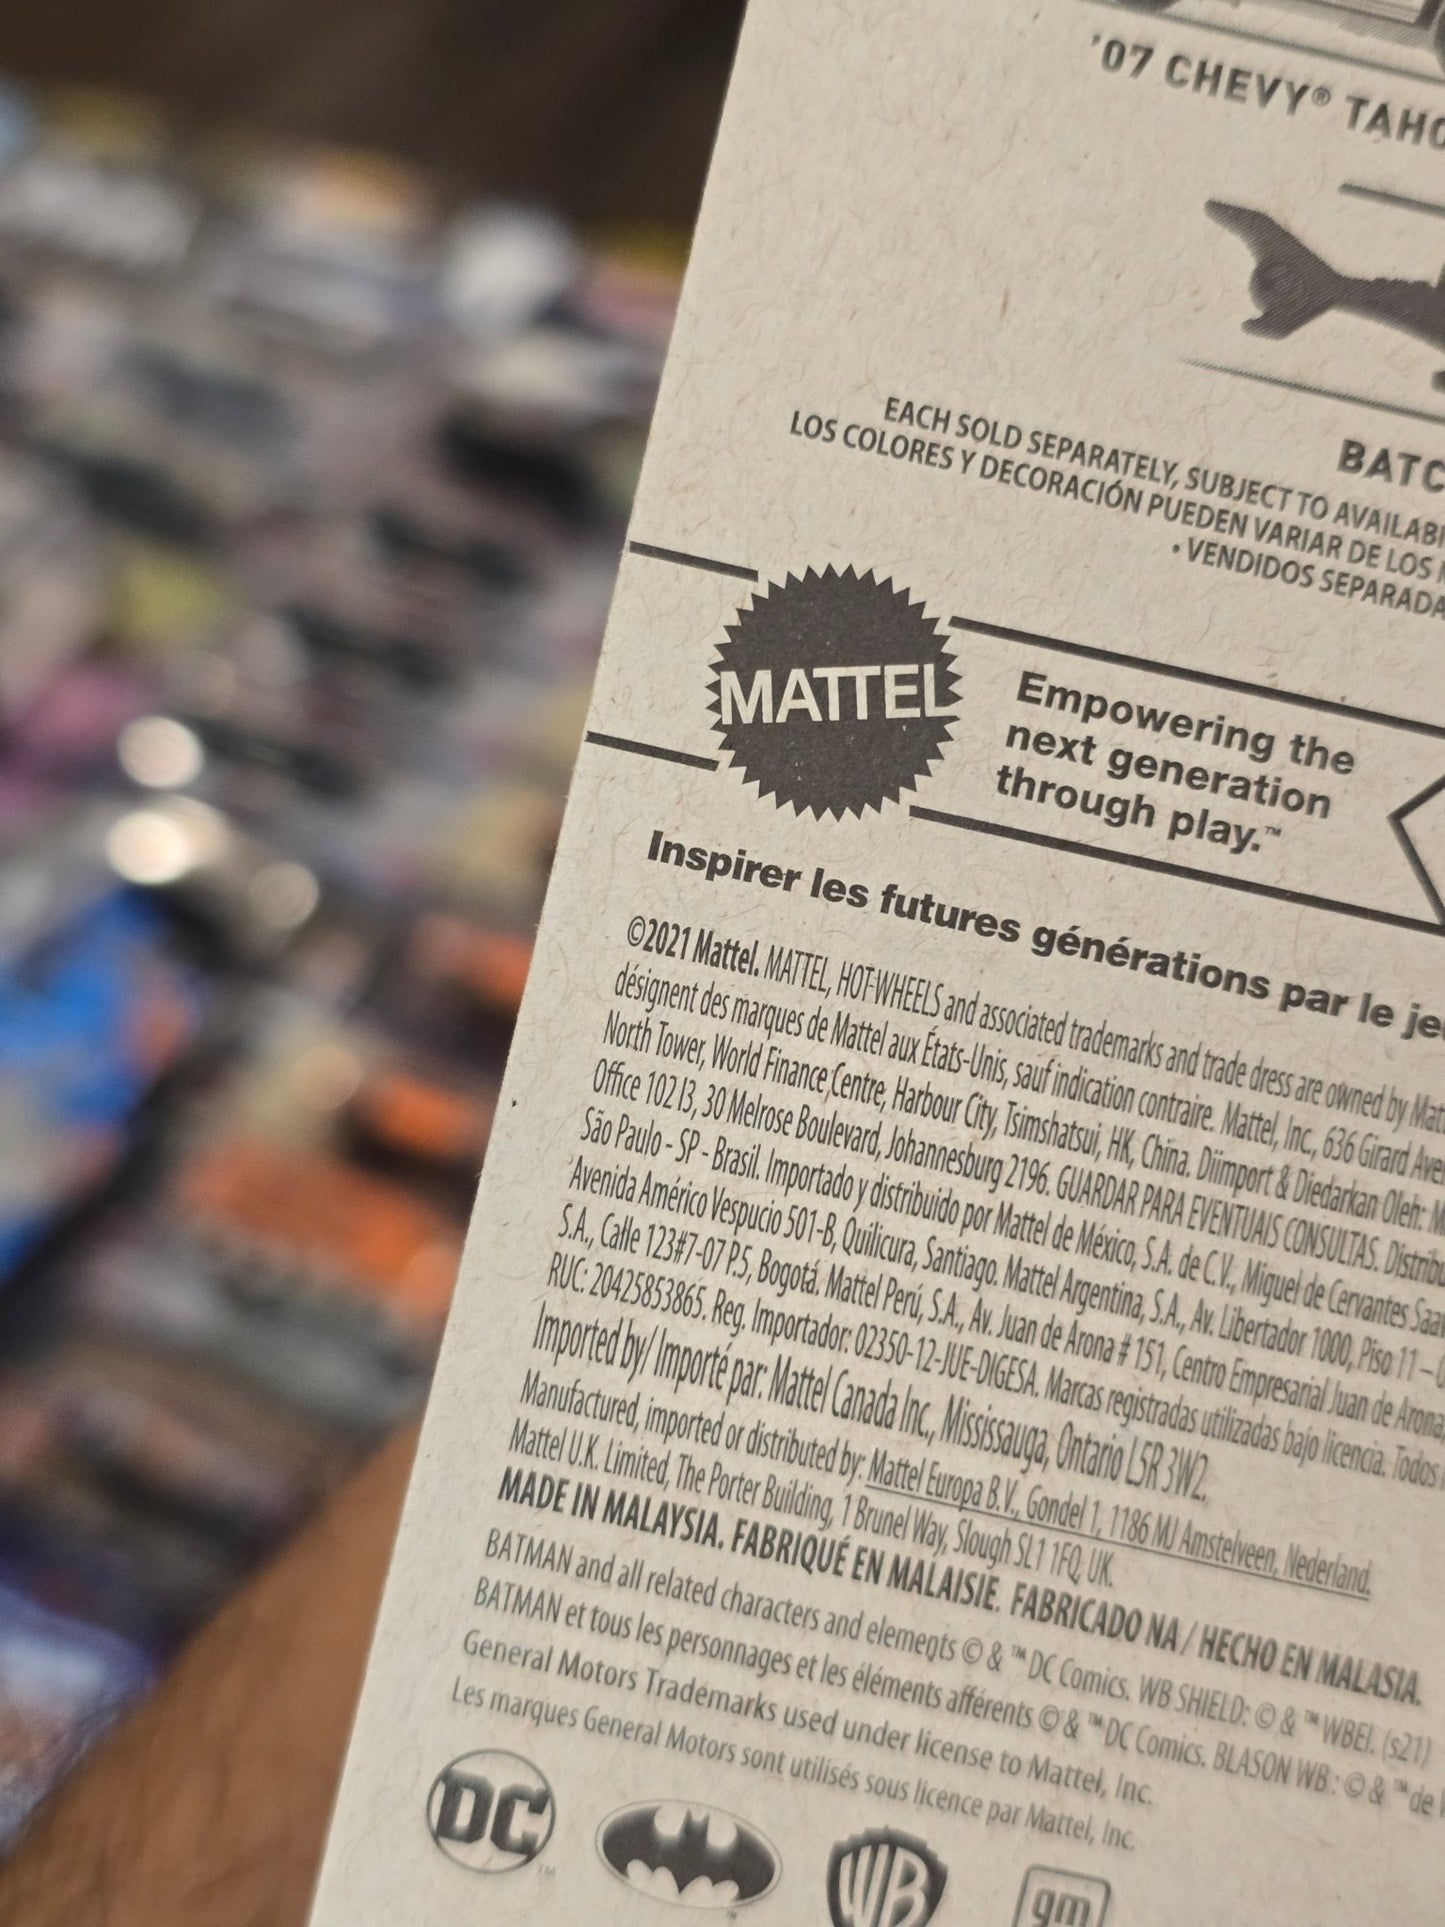 '07 CHEVY® TAHO
BATC
EACH SOLD SEPARATELY, SUBJECT TO AVAILABI
LOS COLORES Y DECORACIÓN PUEDEN VARIAR DE LOS
• VENDIDOS SEPARADA
MATTEL
Empowering the
next generation
through play.™
Inspirer les futures générations par le je
©2021 Mattel. MATTEL, HOT WHEELS and associated trademarks and trade dress are owned by Mat
désignent des marques de Mattel aux États-Unis, sauf indication contraire. Mattel, Inc., 636 Girard Ave
North Tower, World Finance Centre, Harbour City, Tsimshatsui, HK, China. Diimport & Diedarkan Oleh: M
Office 102 I3, 30 Melrose Boulevard, Johannesburg 2196. GUARDAR PARA EVENTUAIS CONSULTAS. Distribu
São Paulo - SP - Brasil. Importado y distribuido por Mattel de México, S.A. de C.V., Miguel de Cervantes Saav
Avenida Américo Vespucio 501-B, Quilicura, Santiago. Mattel Argentina, S.A., Av. Libertador 1000, Piso 11 –
S.A., Calle 123#7-07 P.5, Bogotá. Mattel Perú, S.A., Av. Juan de Arona # 151, Centro Empresarial Juan de Arona,
RUC: 20425853865. Reg. Importador: 02350-12-JUE-DIGESA. Marcas registradas utilizadas bajo licencia. Todos
Imported by/ Importé par: Mattel Canada Inc., Mississauga, Ontario L5R 3W2.
Manufactured, imported or distributed by: Mattel Europa B.V., Gondel 1, 1186 MJ Amstelveen, Nederland.
Mattel U.K. Limited, The Porter Building, 1 Brunel Way, Slough SL1 1FQ, UK.
MADE IN MALAYSIA. FABRIQUÉ EN MALAISIE. FABRICADO NA / HECHO EN MALASIA.
BATMAN and all related characters and elements © & ™ DC Comics. WB SHIELD: © & ™ WBEI. (s21)
BATMAN et tous les personnages et les éléments afférents © & ™ DC Comics. BLASON WB : © & ™ de
General Motors Trademarks used under license to Mattel, Inc.
Les marques General Motors sont utilisés sous licence par Mattel, Inc.
DC™
™
WB
gm